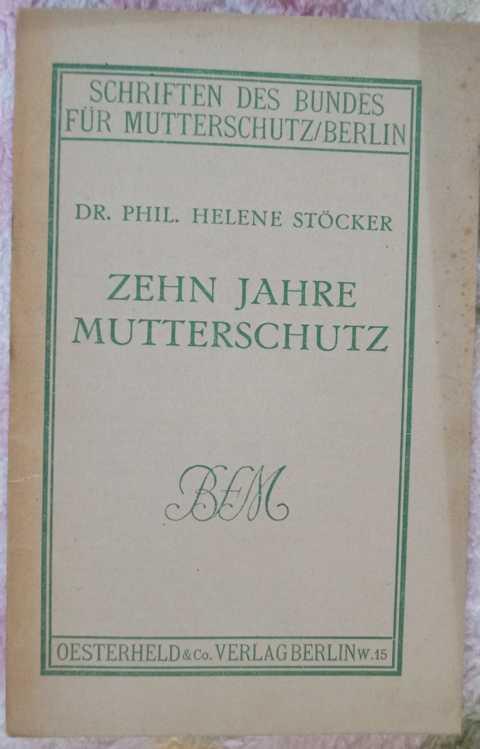 SCHRIFTEN DES BUNDES
FÜR MUTTERSCHUTZ/BERLIN
DR. PHIL. HELENE STÖCKER
ZEHN JAHRE
MUTTERSCHUTZ
BFM
OESTERHELD & Co. VERLAG BERLIN W. 15